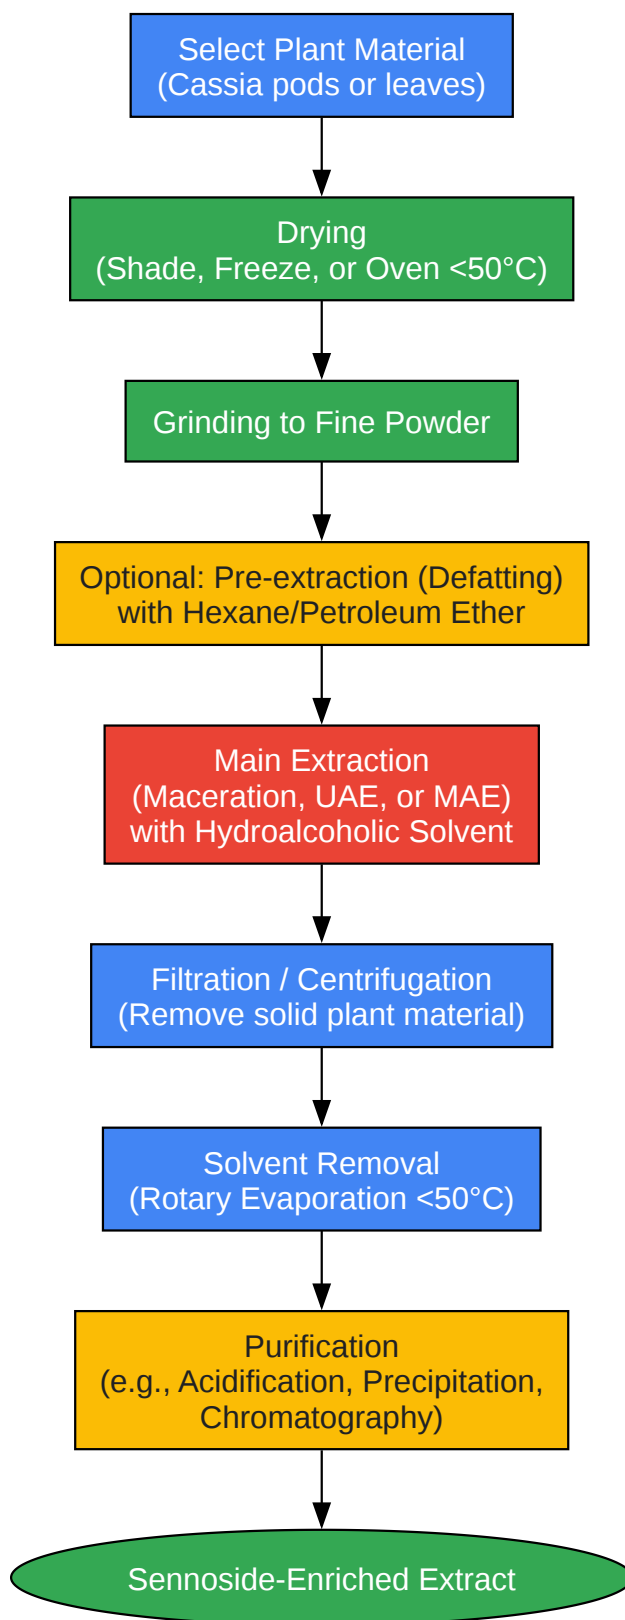 Select Plant Material
(Cassia pods or leaves)
Drying
(Shade, Freeze, or Oven <50°C)
Grinding to Fine Powder
Optional: Pre-extraction (Defatting)
with Hexane/Petroleum Ether
Main Extraction
(Maceration, UAE, or MAE)
with Hydroalcoholic Solvent
Filtration / Centrifugation
(Remove solid plant material)
Solvent Removal
(Rotary Evaporation <50°C)
Purification
(e.g., Acidification, Precipitation,
Chromatography)
Sennoside-Enriched Extract